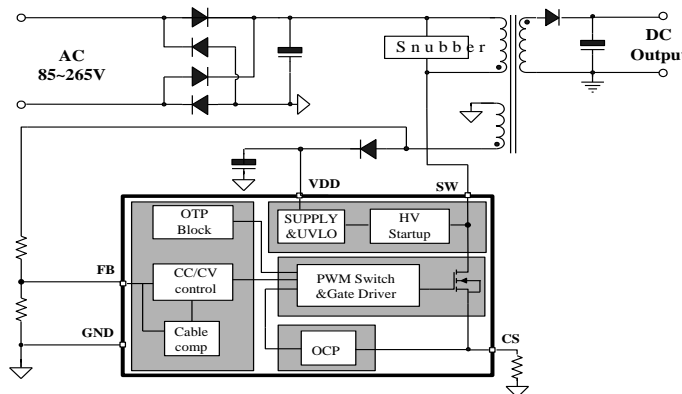 AC
85~265V
Snubber
DC
Output
VDD
SW
OTP
Block
SUPPLY
&UVLO
HV
Startup
FB
CC/CV
control
PWM Switch
&Gate Driver
GND
Cable
comp
OCP
CS